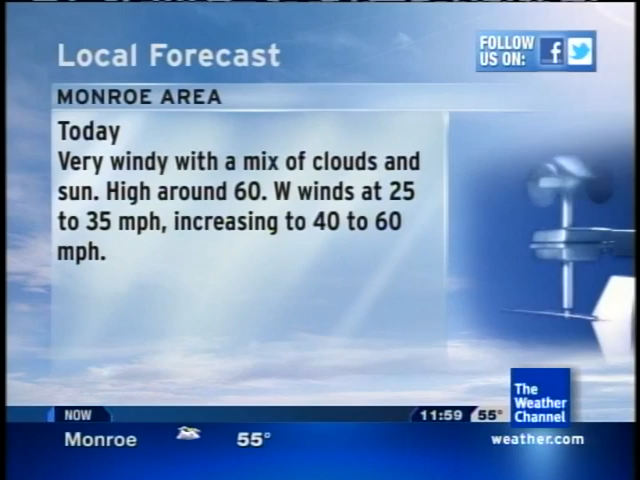 Local Forecast
FOLLOW
US ON:
f
MONROE AREA
Today
Very windy with a mix of clouds and
sun. High around 60. W winds at 25
to 35 mph, increasing to 40 to 60
mph.
NOW
11:59 55°
The
Weather
Channel
Monroe 55°
weather.com